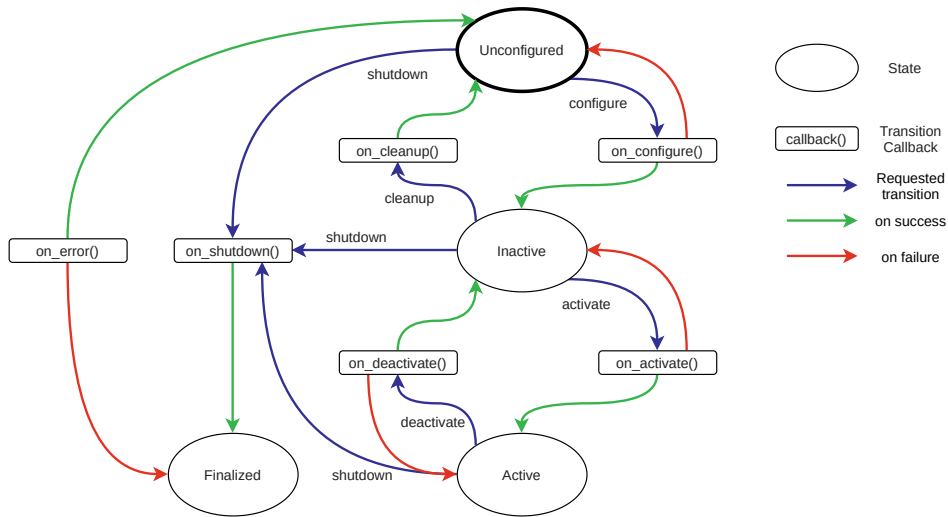 Unconfigured
State
shutdown
configure
callback()
Transition
Callback
on_cleanup()
on_configure()
Requested
transition
cleanup
on success
shutdown
on_error()
on_shutdown()
Inactive
on failure
activate
on_deactivate()
on_activate()
deactivate
Finalized
shutdown
Active